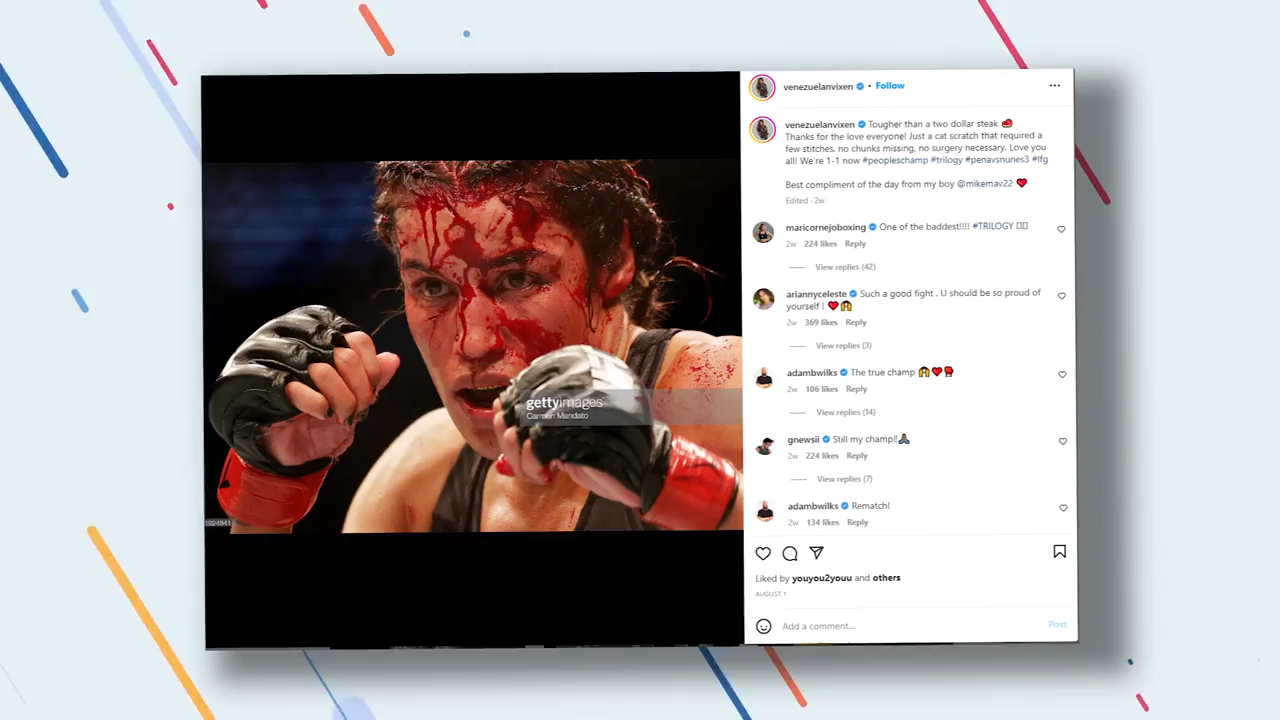 venezuelanvixen • Follow
venezuelanvixen Tougher than a two dollar steak 🥩
Thanks for the love everyone! Just a cat scratch that required a
few stitches, no chunks missing, no surgery necessary. Love you
all! We're 1-1 now #peopleschamp #trilogy #penavsnunes3 #lfg
Best compliment of the day from my boy @mikemav22 ❤️
Edited · 2w
maricornejoboxing One of the baddest!!!! #TRILOGY
2w 224 likes Reply
View replies (42)
ariannyceleste Such a good fight . U should be so proud of
yourself ! ❤️🙌
2w 369 likes Reply
View replies (3)
adambwilks The true champ 🙌❤️🥊
2w 106 likes Reply
View replies (14)
gnewsii Still my champ!!🙏🏾
2w 224 likes Reply
View replies (7)
adambwilks Rematch!
2w 134 likes Reply
Liked by youyou2youu and others
AUGUST 1
Add a comment... Post
gettyimages
Carmen Mandato